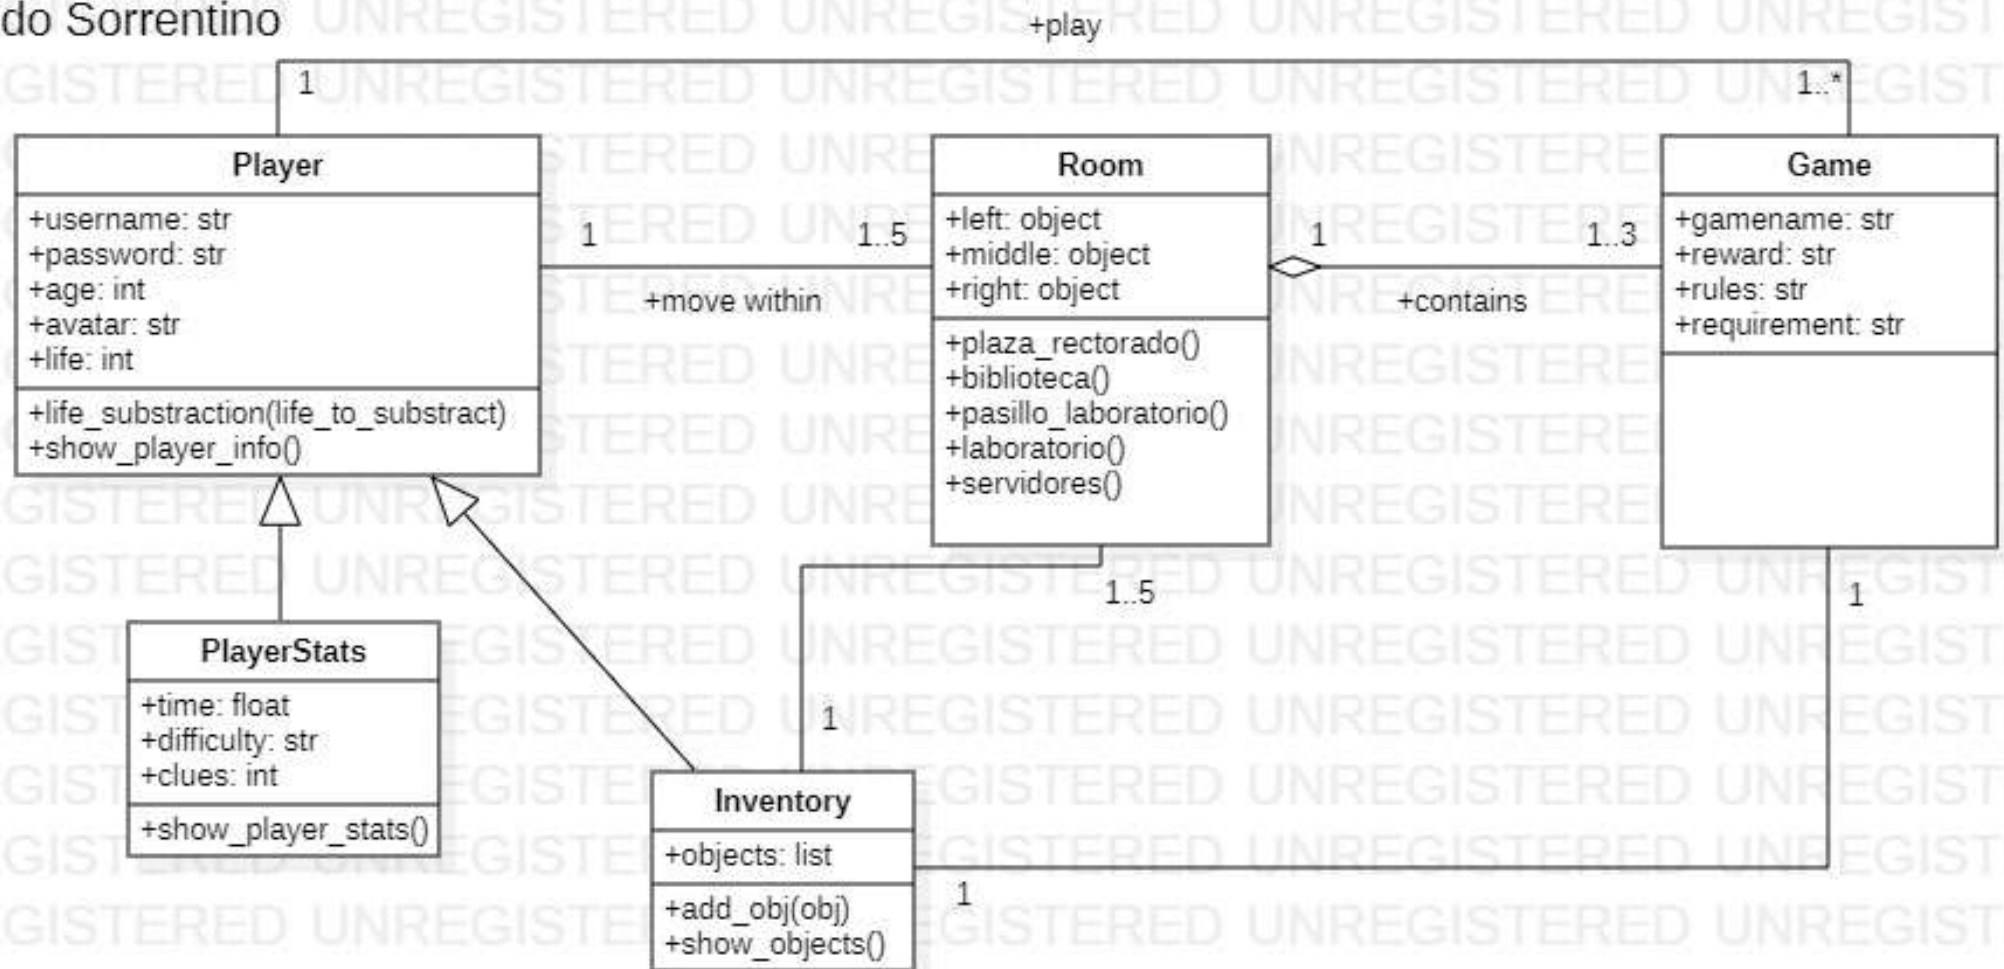 do Sorrentino
+play
1
1..*
Player
+username: str
+password: str
+age: int
+avatar: str
+life: int
+life_substraction(life_to_substract)
+show_player_info()
1
1..5
+move within
Room
+left: object
+middle: object
+right: object
+plaza_rectorado()
+biblioteca()
+pasillo_laboratorio()
+laboratorio()
+servidores()
1
1..3
+contains
Game
+gamename: str
+reward: str
+rules: str
+requirement: str
1..5
1
1
1
PlayerStats
+time: float
+difficulty: str
+clues: int
+show_player_stats()
Inventory
+objects: list
+add_obj(obj)
+show_objects()
UNREGISTERED